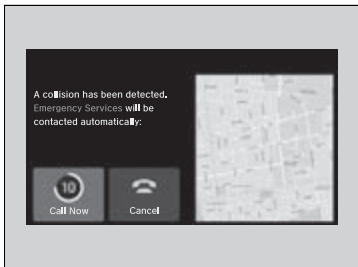 A collision has been detected.
Emergency Services will be
contacted automatically:
10
Call Now
Cancel